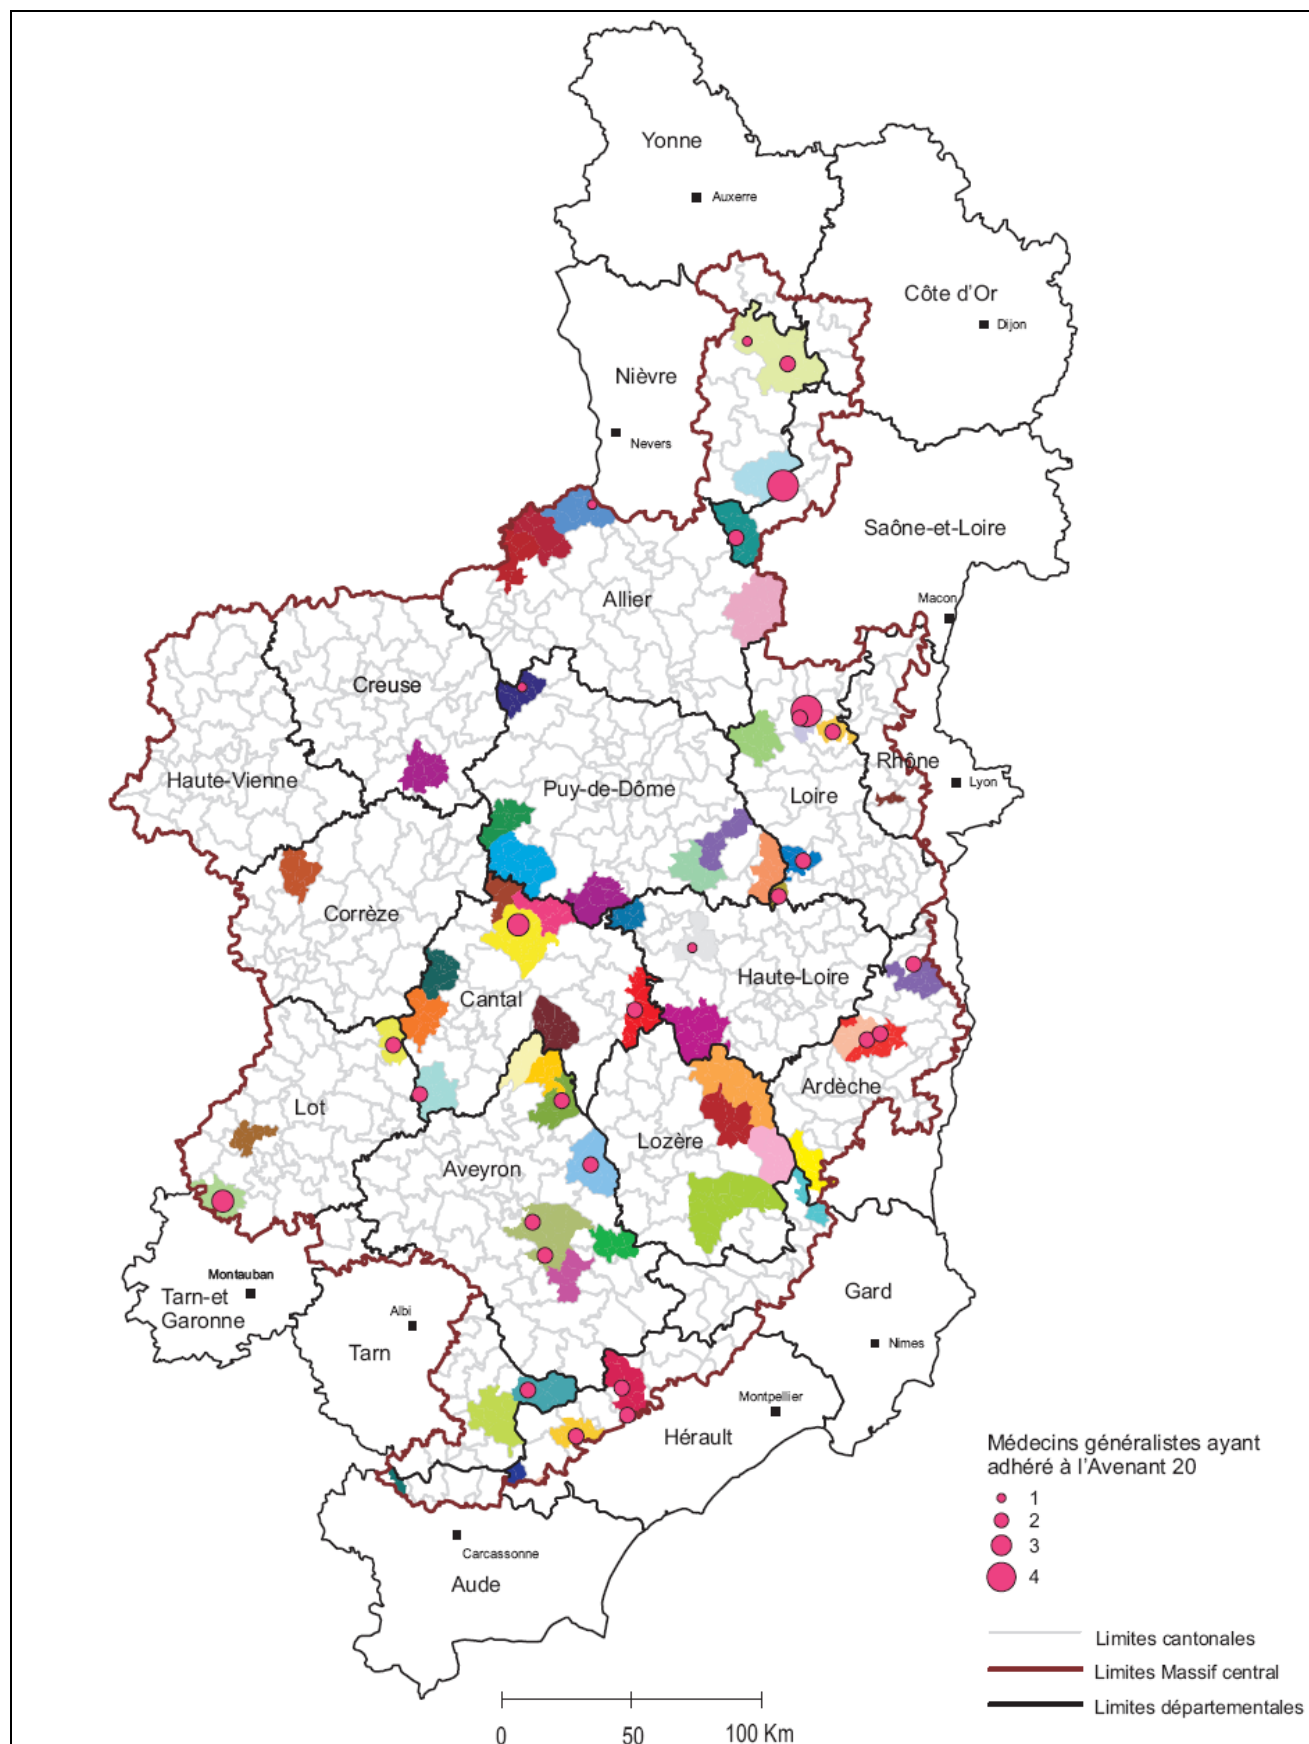 Yonne
Auxerre
Côte d'Or
Dijon
Nièvre
Nevers
Saône-et-Loire
Macon
Allier
Creuse
Haute-Vienne
Puy-de-Dôme
Rhône
Lyon
Loire
Corrèze
Haute-Loire
Cantal
Ardèche
Lot
Lozère
Aveyron
Montauban
Tarn-et
Garonne
Albi
Tarn
Gard
Nimes
Montpellier
Hérault
Carcassonne
Aude
Médecins généralistes ayant
adhéré à l'Avenant 20
1
2
3
4
Limites cantonales
Limites Massif central
Limites départementales
0 50 100 Km